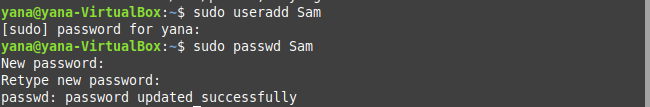 yana@yana-VirtualBox:~$ sudo useradd Sam
[sudo] password for yana:
yana@yana-VirtualBox:~$ sudo passwd Sam
New password:
Retype new password:
passwd: password updated successfully